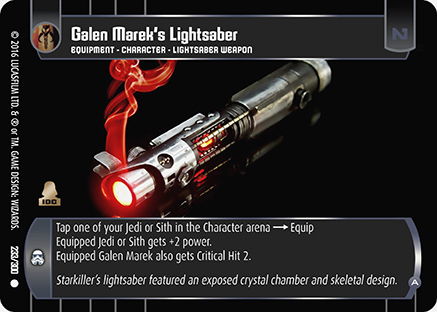 Galen Marek's Lightsaber
EQUIPMENT - CHARACTER - LIGHTSABER WEAPON
N
© 2016 LUCASFILM LTD. & ® or TM. GAME DESIGN: WIZARDS.
IDC
Tap one of your Jedi or Sith in the Character arena → Equip
Equipped Jedi or Sith gets +2 power.
Equipped Galen Marek also gets Critical Hit 2.
Starkiller's lightsaber featured an exposed crystal chamber and skeletal design.
A